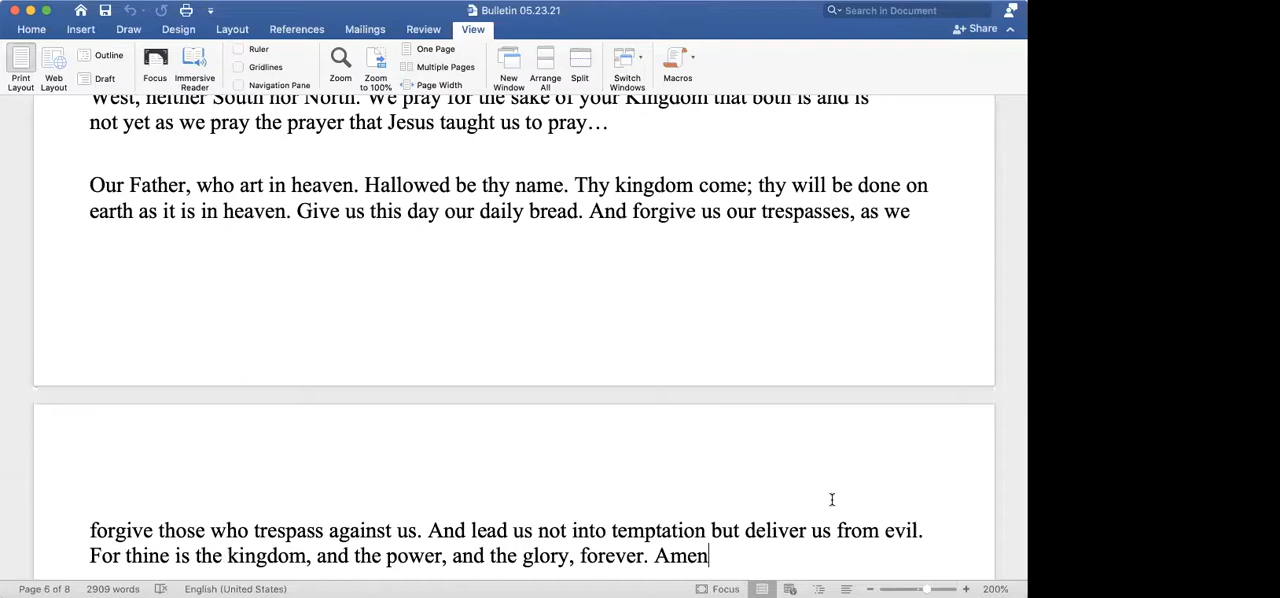 Bulletin 05.23.21
Search in Document
Home Insert Draw Design Layout References Mailings Review View Share
Print Layout Web Layout Outline Draft Focus Immersive Reader Ruler Gridlines Navigation Pane Zoom Zoom to 100% One Page Multiple Pages Page Width New Window Arrange All Split Switch Windows Macros
West, neither South nor North. We pray for the sake of your Kingdom that both is and is
not yet as we pray the prayer that Jesus taught us to pray…
Our Father, who art in heaven. Hallowed be thy name. Thy kingdom come; thy will be done on
earth as it is in heaven. Give us this day our daily bread. And forgive us our trespasses, as we
forgive those who trespass against us. And lead us not into temptation but deliver us from evil.
For thine is the kingdom, and the power, and the glory, forever. Amen
Page 6 of 8 2909 words English (United States) Focus 200%